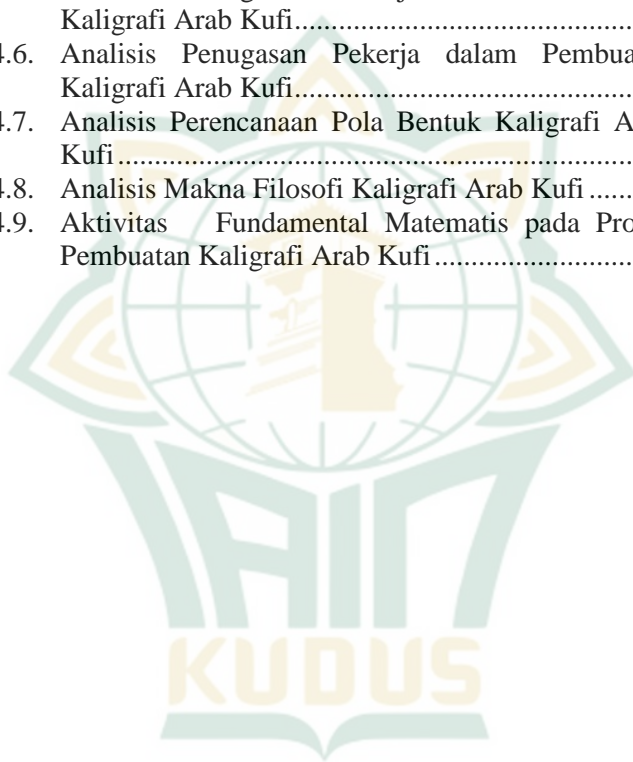 Kaligrafi Arab Kufi................................................
4.6. Analisis Penugasan Pekerja dalam Pembua
Kaligrafi Arab Kufi................................................
4.7. Analisis Perencanaan Pola Bentuk Kaligrafi A
Kufi.........................................................................
4.8. Analisis Makna Filosofi Kaligrafi Arab Kufi ......
4.9. Aktivitas Fundamental Matematis pada Pro
Pembuatan Kaligrafi Arab Kufi...........................
IAIN
KUDUS